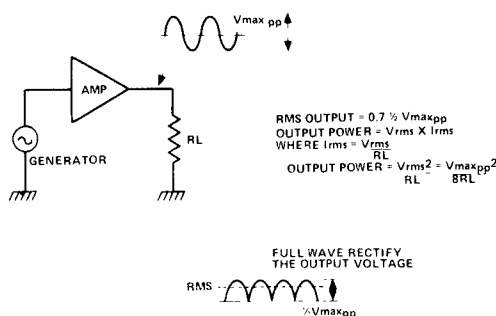 Vmax pp
AMP
GENERATOR
RL
RMS OUTPUT = 0.7 ½ Vmaxpp
OUTPUT POWER = Vrms X Irms
WHERE Irms = Vrms
RL
OUTPUT POWER = Vrms² = Vmaxpp²
RL 8RL
FULL WAVE RECTIFY
THE OUTPUT VOLTAGE
RMS
½Vmaxpp